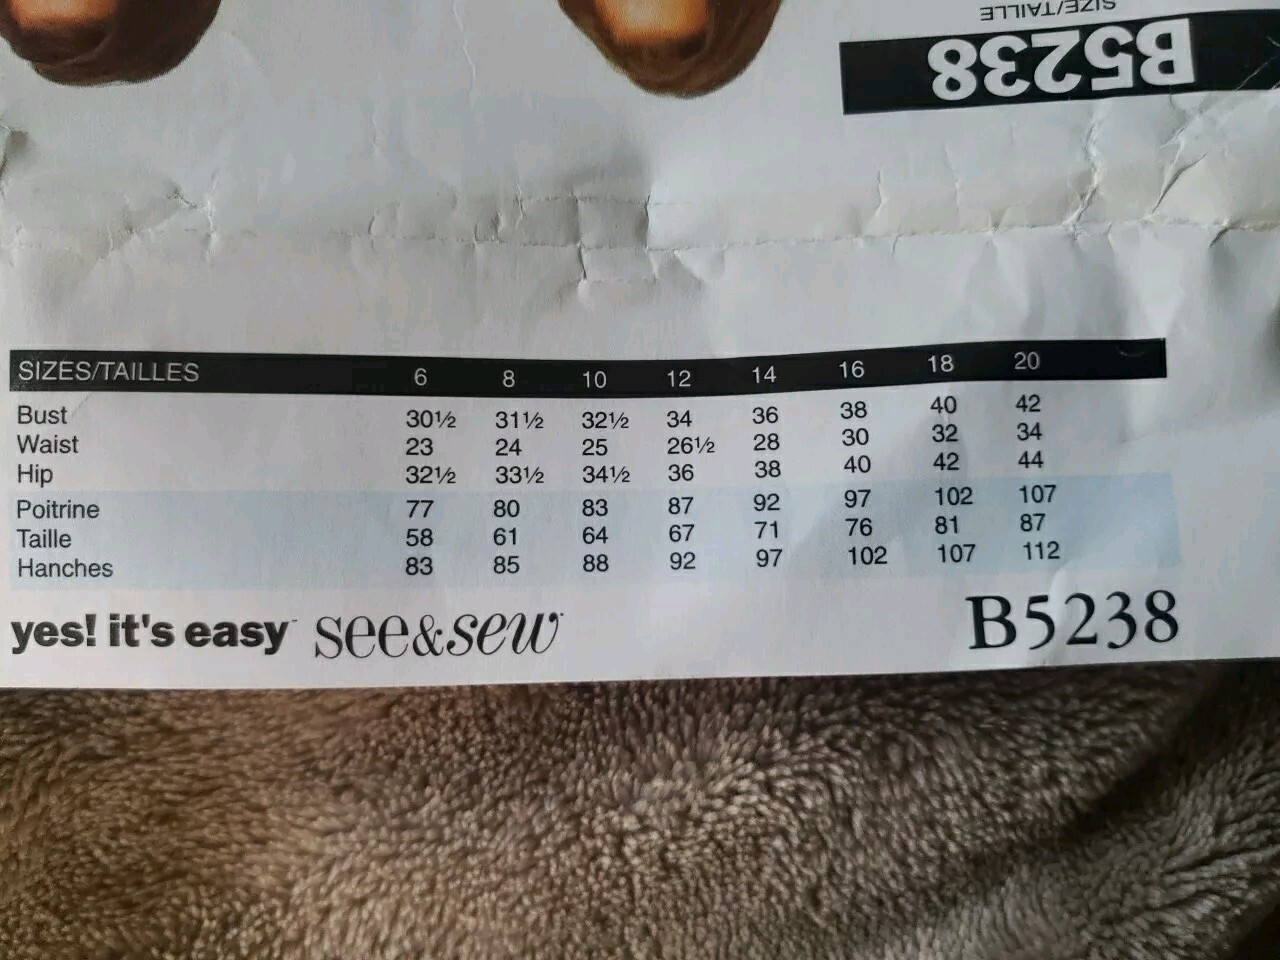 SIZE/TAILLE
B5238
SIZES/TAILLES 6 8 10 12 14 16 18 20
Bust 30½ 31½ 32½ 34 36 38 40 42
Waist 23 24 25 26½ 28 30 32 34
Hip 32½ 33½ 34½ 36 38 40 42 44
Poitrine 77 80 83 87 92 97 102 107
Taille 58 61 64 67 71 76 81 87
Hanches 83 85 88 92 97 102 107 112
yes! it's easy™ see&sew™ B5238